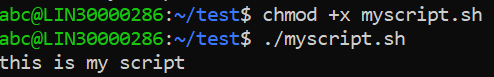 abc@LIN30000286:~/test$ chmod +x myscript.sh
abc@LIN30000286:~/test$ ./myscript.sh
this is my script